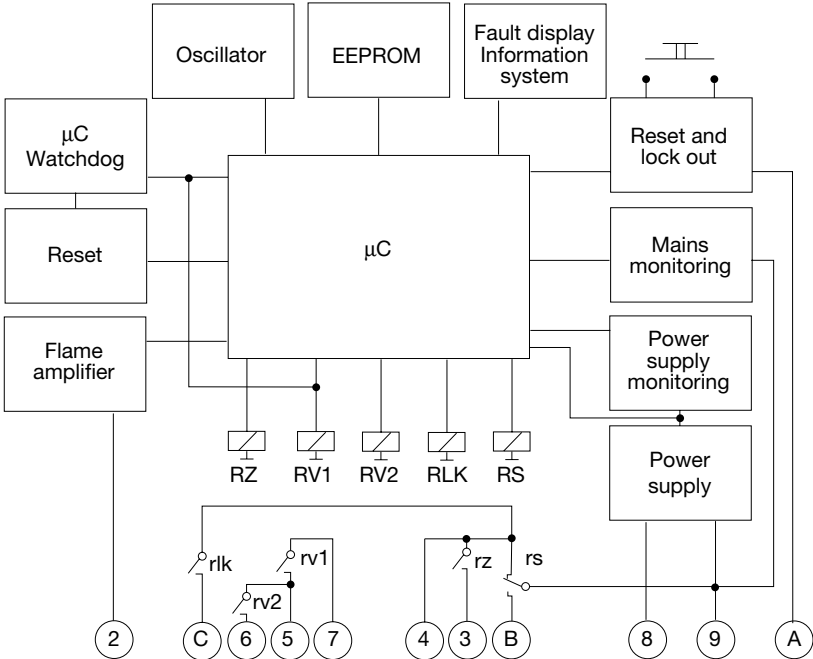 Oscillator
EEPROM
Fault display
Information
system
μC
Watchdog
Reset and
lock out
Reset
μC
Mains
monitoring
Flame
amplifier
Power
supply
monitoring
RZ
RV1
RV2
RLK
RS
Power
supply
rlk
rv1
rz
rs
rv2
2
C
6
5
7
4
3
B
8
9
A